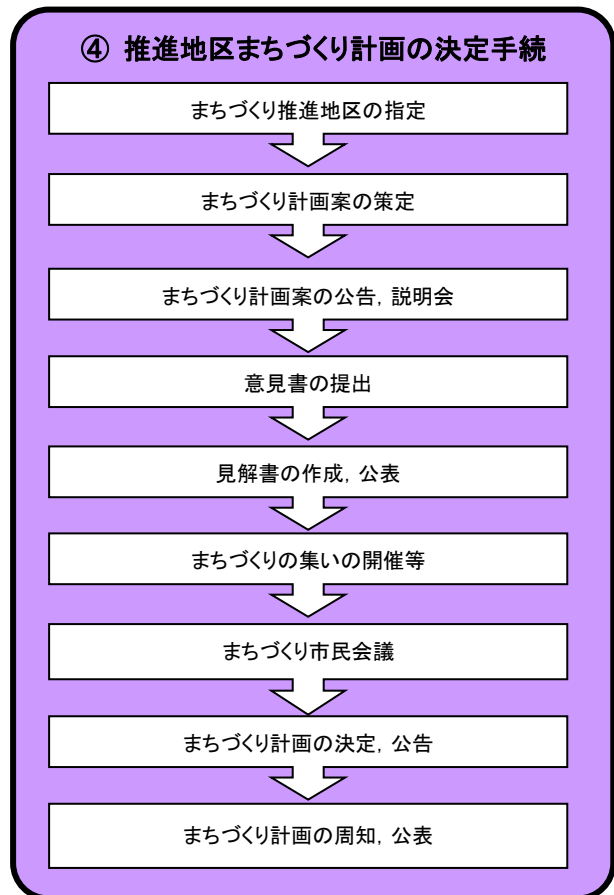 ④ 推進地区まちづくり計画の決定手続
まちづくり推進地区の指定
まちづくり計画案の策定
まちづくり計画案の公告，説明会
意見書の提出
見解書の作成，公表
まちづくりの集いの開催等
まちづくり市民会議
まちづくり計画の決定，公告
まちづくり計画の周知，公表